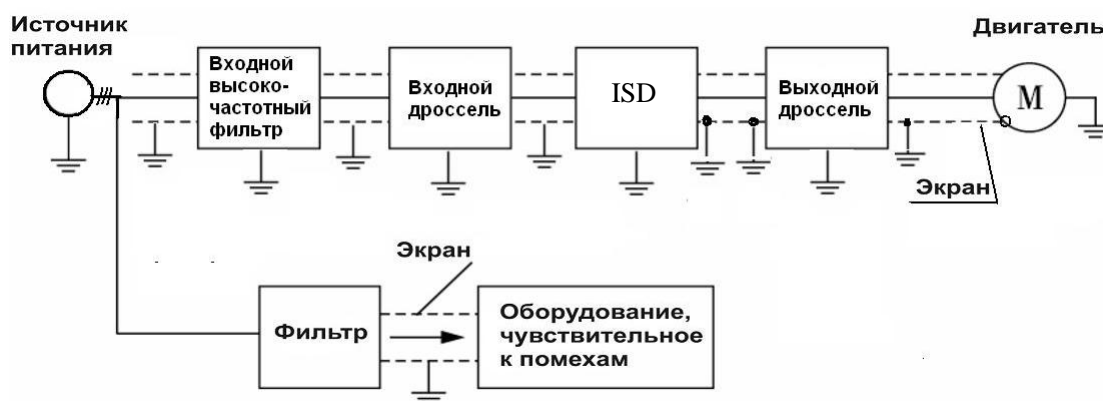 Источник
питания
Входной
высоко-
частотный
фильтр
Входной
дроссель
ISD
Выходной
дроссель
Двигатель
М
Экран
Экран
Фильтр
Оборудование,
чувствительное
к помехам